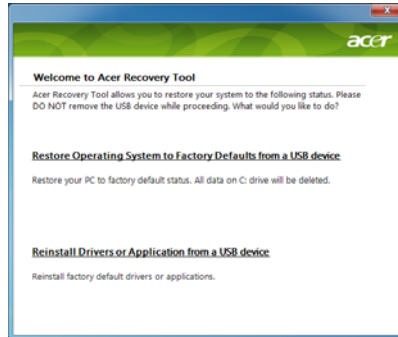 acer
Welcome to Acer Recovery Tool
Acer Recovery Tool allows you to restore your system to the following status. Please
DO NOT remove the USB device while proceeding. What would you like to do?
Restore Operating System to Factory Defaults from a USB device
Restore your PC to factory default status. All data on C: drive will be deleted.
Reinstall Drivers or Application from a USB device
Reinstall factory default drivers or applications.